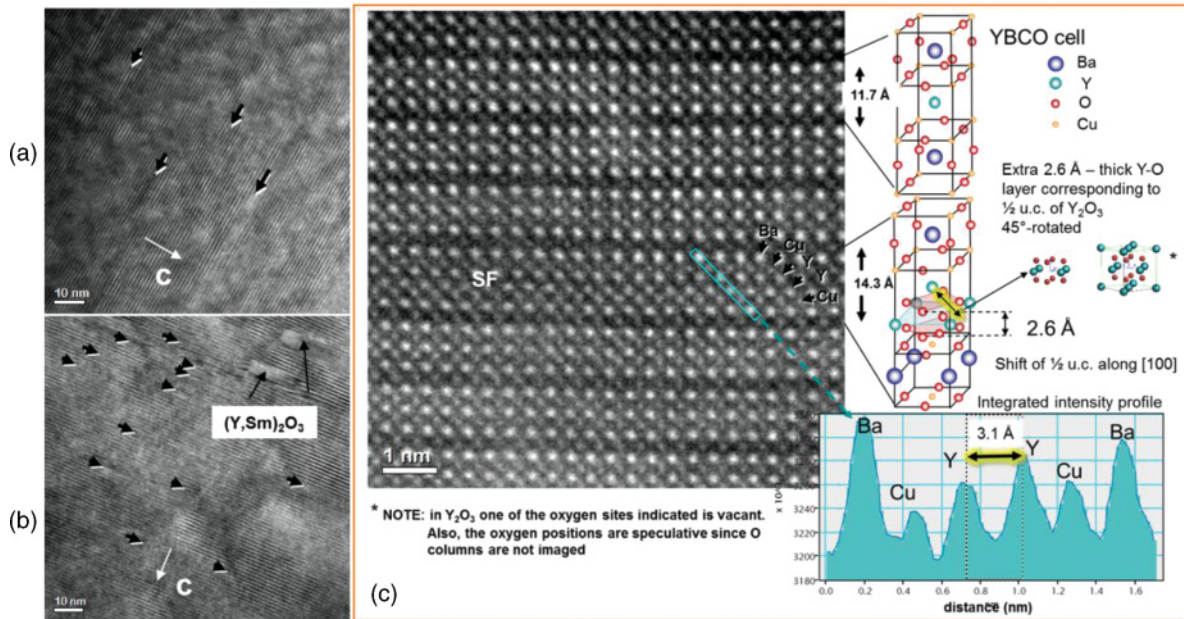 (a)
C
10 nm
(b)
(Y,Sm)2O3
C
10 nm
SF
Ba
Cu
Y
Y
Cu
1 nm
(c)
YBCO cell
Ba
Y
O
Cu
11.7 Å
Extra 2.6 Å – thick Y-O
layer corresponding to
½ u.c. of Y2O3
45°-rotated
*
14.3 Å
2.6 Å
Shift of ½ u.c. along [100]
Integrated intensity profile
Ba
3.1 Å
Y
Y
Ba
Cu
Cu
3240
3220
3200
3180
0.0 0.2 0.4 0.6 0.8 1.0 1.2 1.4 1.6
distance (nm)
* NOTE: in Y2O3 one of the oxygen sites indicated is vacant.
Also, the oxygen positions are speculative since O
columns are not imaged